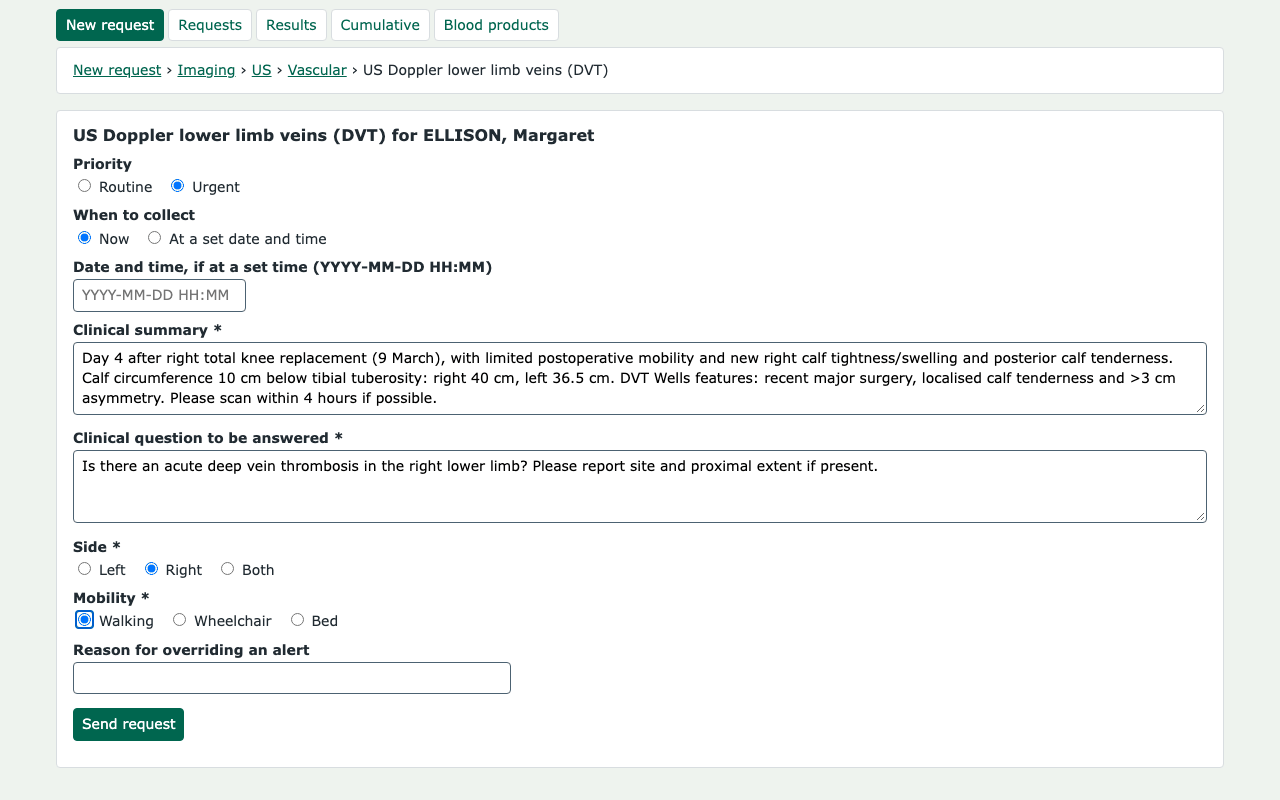 New request Requests Results Cumulative Blood products
New request › Imaging › US › Vascular › US Doppler lower limb veins (DVT)
US Doppler lower limb veins (DVT) for ELLISON, Margaret
Priority
Routine Urgent
When to collect
Now At a set date and time
Date and time, if at a set time (YYYY-MM-DD HH:MM)
YYYY-MM-DD HH:MM
Clinical summary *
Day 4 after right total knee replacement (9 March), with limited postoperative mobility and new right calf tightness/swelling and posterior calf tenderness.
Calf circumference 10 cm below tibial tuberosity: right 40 cm, left 36.5 cm. DVT Wells features: recent major surgery, localised calf tenderness and >3 cm
asymmetry. Please scan within 4 hours if possible.
Clinical question to be answered *
Is there an acute deep vein thrombosis in the right lower limb? Please report site and proximal extent if present.
Side *
Left Right Both
Mobility *
Walking Wheelchair Bed
Reason for overriding an alert
Send request